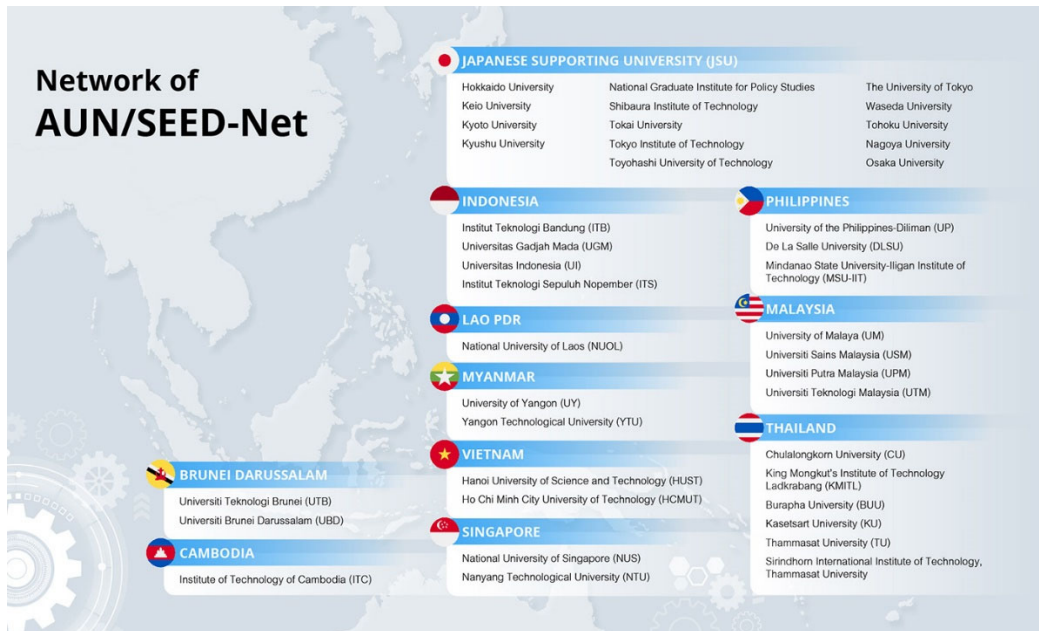 Network of
AUN/SEED-Net
JAPANESE SUPPORTING UNIVERSITY (JSU)
Hokkaido University
Keio University
Kyoto University
Kyushu University
National Graduate Institute for Policy Studies
Shibaura Institute of Technology
Tokai University
Tokyo Institute of Technology
Toyohashi University of Technology
The University of Tokyo
Waseda University
Tohoku University
Nagoya University
Osaka University
INDONESIA
Institut Teknologi Bandung (ITB)
Universitas Gadjah Mada (UGM)
Universitas Indonesia (UI)
Institut Teknologi Sepuluh Nopember (ITS)
LAO PDR
National University of Laos (NUOL)
MYANMAR
University of Yangon (UY)
Yangon Technological University (YTU)
VIETNAM
Hanoi University of Science and Technology (HUST)
Ho Chi Minh City University of Technology (HCMUT)
SINGAPORE
National University of Singapore (NUS)
Nanyang Technological University (NTU)
BRUNEI DARUSSALAM
Universiti Teknologi Brunei (UTB)
Universiti Brunei Darussalam (UBD)
CAMBODIA
Institute of Technology of Cambodia (ITC)
PHILIPPINES
University of the Philippines-Diliman (UP)
De La Salle University (DLSU)
Mindanao State University-Iligan Institute of
Technology (MSU-IIT)
MALAYSIA
University of Malaya (UM)
Universiti Sains Malaysia (USM)
Universiti Putra Malaysia (UPM)
Universiti Teknologi Malaysia (UTM)
THAILAND
Chulalongkorn University (CU)
King Mongkut's Institute of Technology
Ladkrabang (KMITL)
Burapha University (BUU)
Kasetsart University (KU)
Thammasat University (TU)
Sirindhorn International Institute of Technology,
Thammasat University